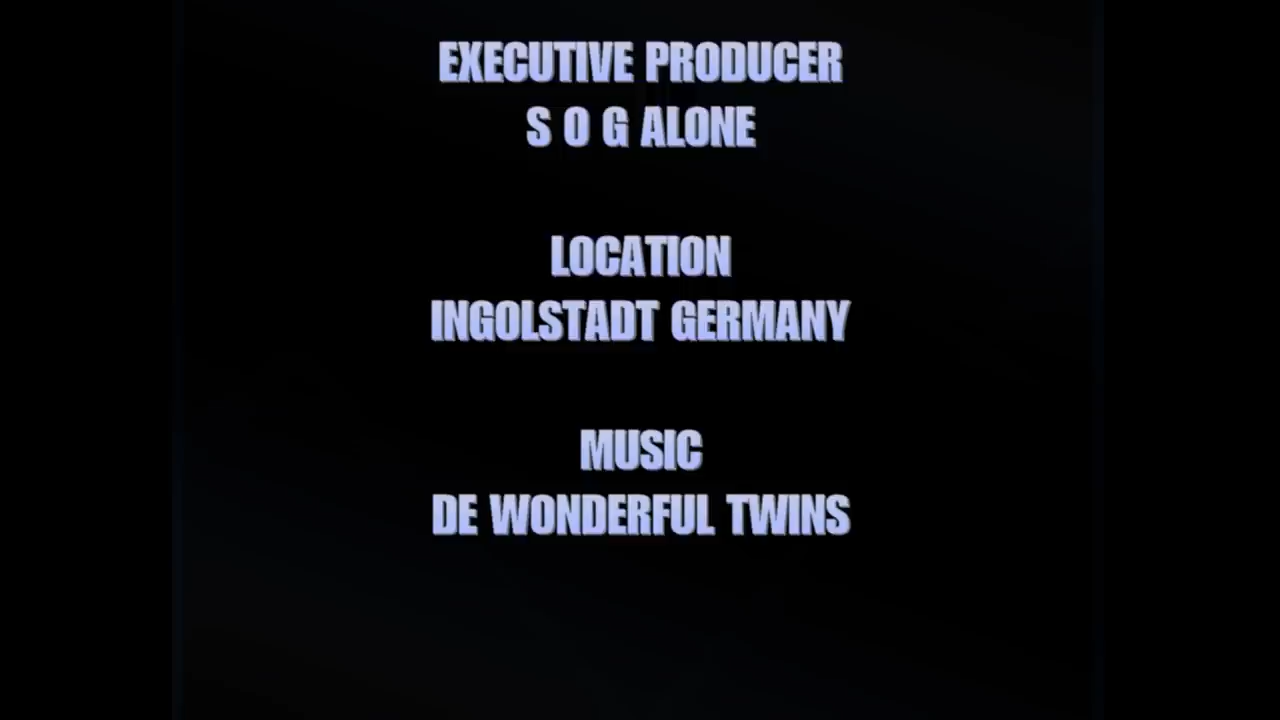 EXECUTIVE PRODUCER
S O G ALONE
LOCATION
INGOLSTADT GERMANY
MUSIC
DE WONDERFUL TWINS